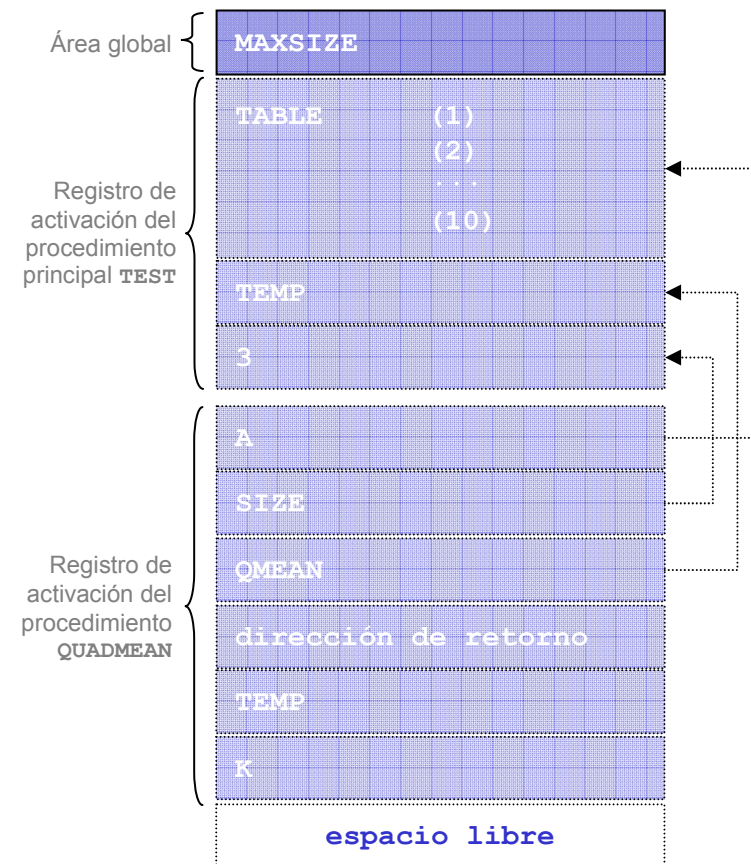 Área global
MAXSIZE
TABLE (1)
(2)
...
(10)
Registro de
activación del
procedimiento
principal TEST
TEMP
3
A
SIZE
Registro de
activación del
procedimiento
QUADMEAN
QMEAN
dirección de retorno
TEMP
K
espacio libre